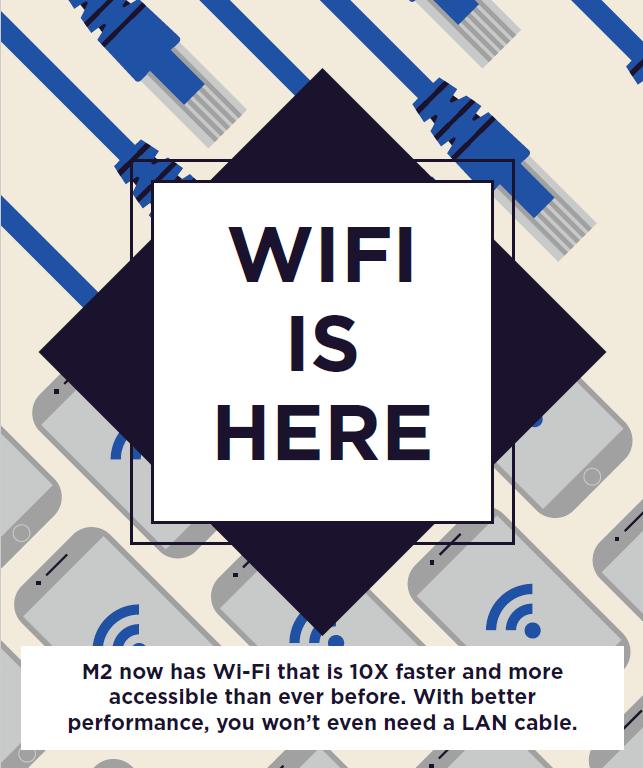 WIFI
IS
HERE
M2 now has Wi-Fi that is 10X faster and more
accessible than ever before. With better
performance, you won’t even need a LAN cable.